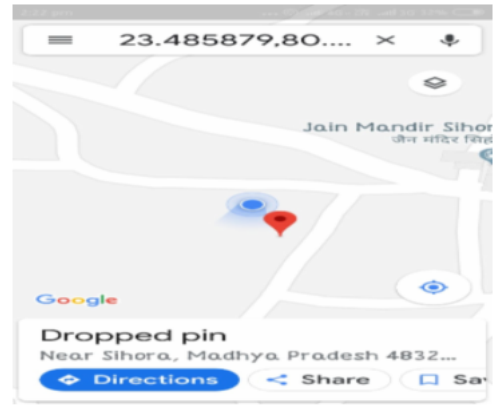 23.485879,80....
Jain Mandir Sihor
जैन मंदिर सिह
Google
Dropped pin
Near Sihora, Madhya Pradesh 4832...
Directions
Share
Sa